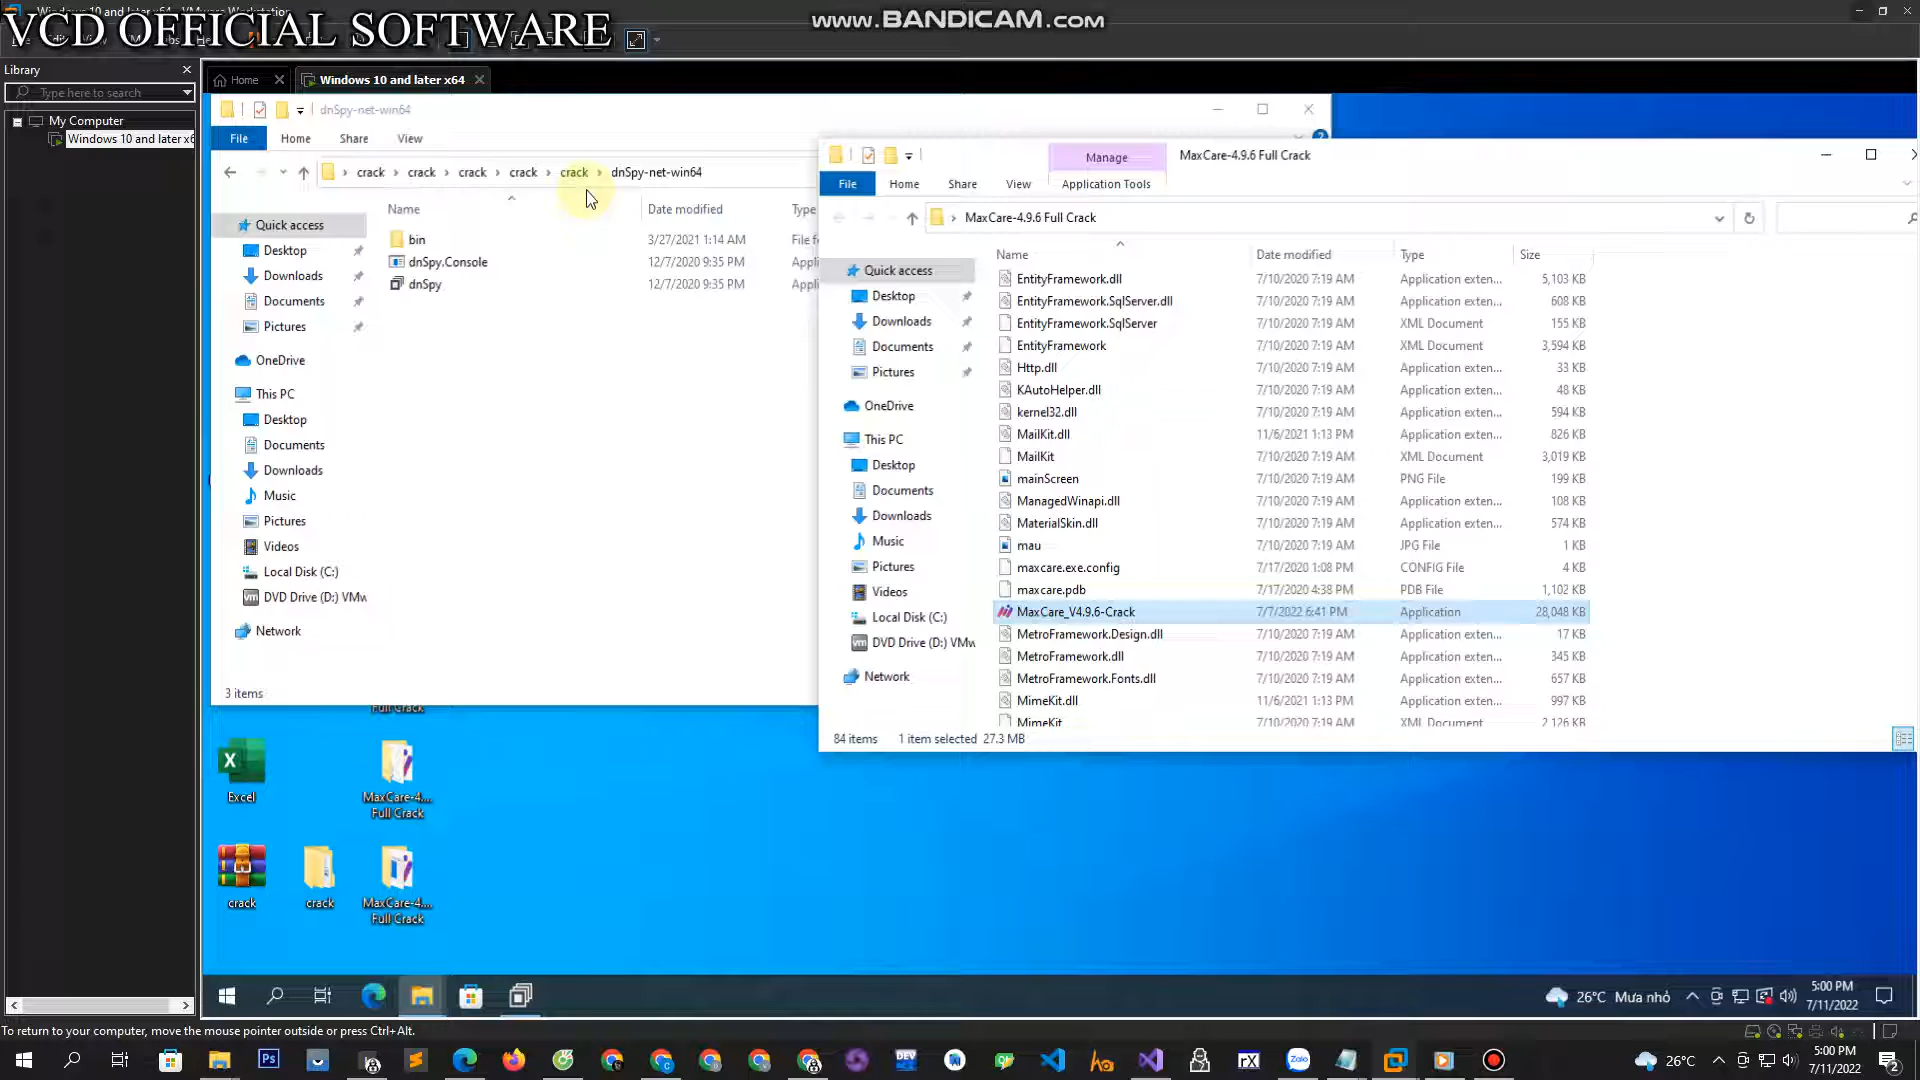 VCD OFFICIAL SOFTWARE
www.BANDICAM.com
Library
Type here to search
My Computer
Windows 10 and later x6
Home
Windows 10 and later x64
dnSpy-net-win64
File
Home
Share
View
crack
crack
crack
crack
crack
dnSpy-net-win64
Name
Date modified
Type
Quick access
Desktop
Downloads
Documents
Pictures
OneDrive
This PC
Desktop
Documents
Downloads
Music
Pictures
Videos
Local Disk (C:)
DVD Drive (D:) VMw
Network
bin 3/27/2021 1:14 AM File f
dnSpy.Console 12/7/2020 9:35 PM Appli
dnSpy 12/7/2020 9:35 PM Appli
3 items
Manage
MaxCare-4.9.6 Full Crack
File
Home
Share
View
Application Tools
MaxCare-4.9.6 Full Crack
Name
Date modified
Type
Size
Quick access
Desktop
Downloads
Documents
Pictures
OneDrive
This PC
Desktop
Documents
Downloads
Music
Pictures
Videos
Local Disk (C:)
DVD Drive (D:) VMw
Network
EntityFramework.dll 7/10/2020 7:19 AM Application exten... 5,103 KB
EntityFramework.SqlServer.dll 7/10/2020 7:19 AM Application exten... 608 KB
EntityFramework.SqlServer 7/10/2020 7:19 AM XML Document 155 KB
EntityFramework 7/10/2020 7:19 AM XML Document 3,594 KB
Http.dll 7/10/2020 7:19 AM Application exten... 33 KB
KAutoHelper.dll 7/10/2020 7:19 AM Application exten... 48 KB
kernel32.dll 7/10/2020 7:19 AM Application exten... 594 KB
MailKit.dll 11/6/2021 1:13 PM Application exten... 826 KB
MailKit 7/10/2020 7:19 AM XML Document 3,019 KB
mainScreen 7/10/2020 7:19 AM PNG File 199 KB
ManagedWinapi.dll 7/10/2020 7:19 AM Application exten... 108 KB
MaterialSkin.dll 7/10/2020 7:19 AM Application exten... 574 KB
mau 7/10/2020 7:19 AM JPG File 1 KB
maxcare.exe.config 7/17/2020 1:08 PM CONFIG File 4 KB
maxcare.pdb 7/17/2020 4:38 PM PDB File 1,102 KB
MaxCare_V4.9.6-Crack 7/7/2022 6:41 PM Application 28,048 KB
MetroFramework.Design.dll 7/10/2020 7:19 AM Application exten... 17 KB
MetroFramework.dll 7/10/2020 7:19 AM Application exten... 345 KB
MetroFramework.Fonts.dll 7/10/2020 7:19 AM Application exten... 657 KB
MimeKit.dll 11/6/2021 1:13 PM Application exten... 997 KB
MimeKit 7/10/2020 7:19 AM XML Document 2,126 KB
84 items 1 item selected 27.3 MB
Full Crack
Excel
MaxCare-4....
Full Crack
crack
crack
MaxCare-4....
Full Crack
26°C Mưa nhỏ
5:00 PM
7/11/2022
To return to your computer, move the mouse pointer outside or press Ctrl+Alt.
26°C
5:00 PM
7/11/2022